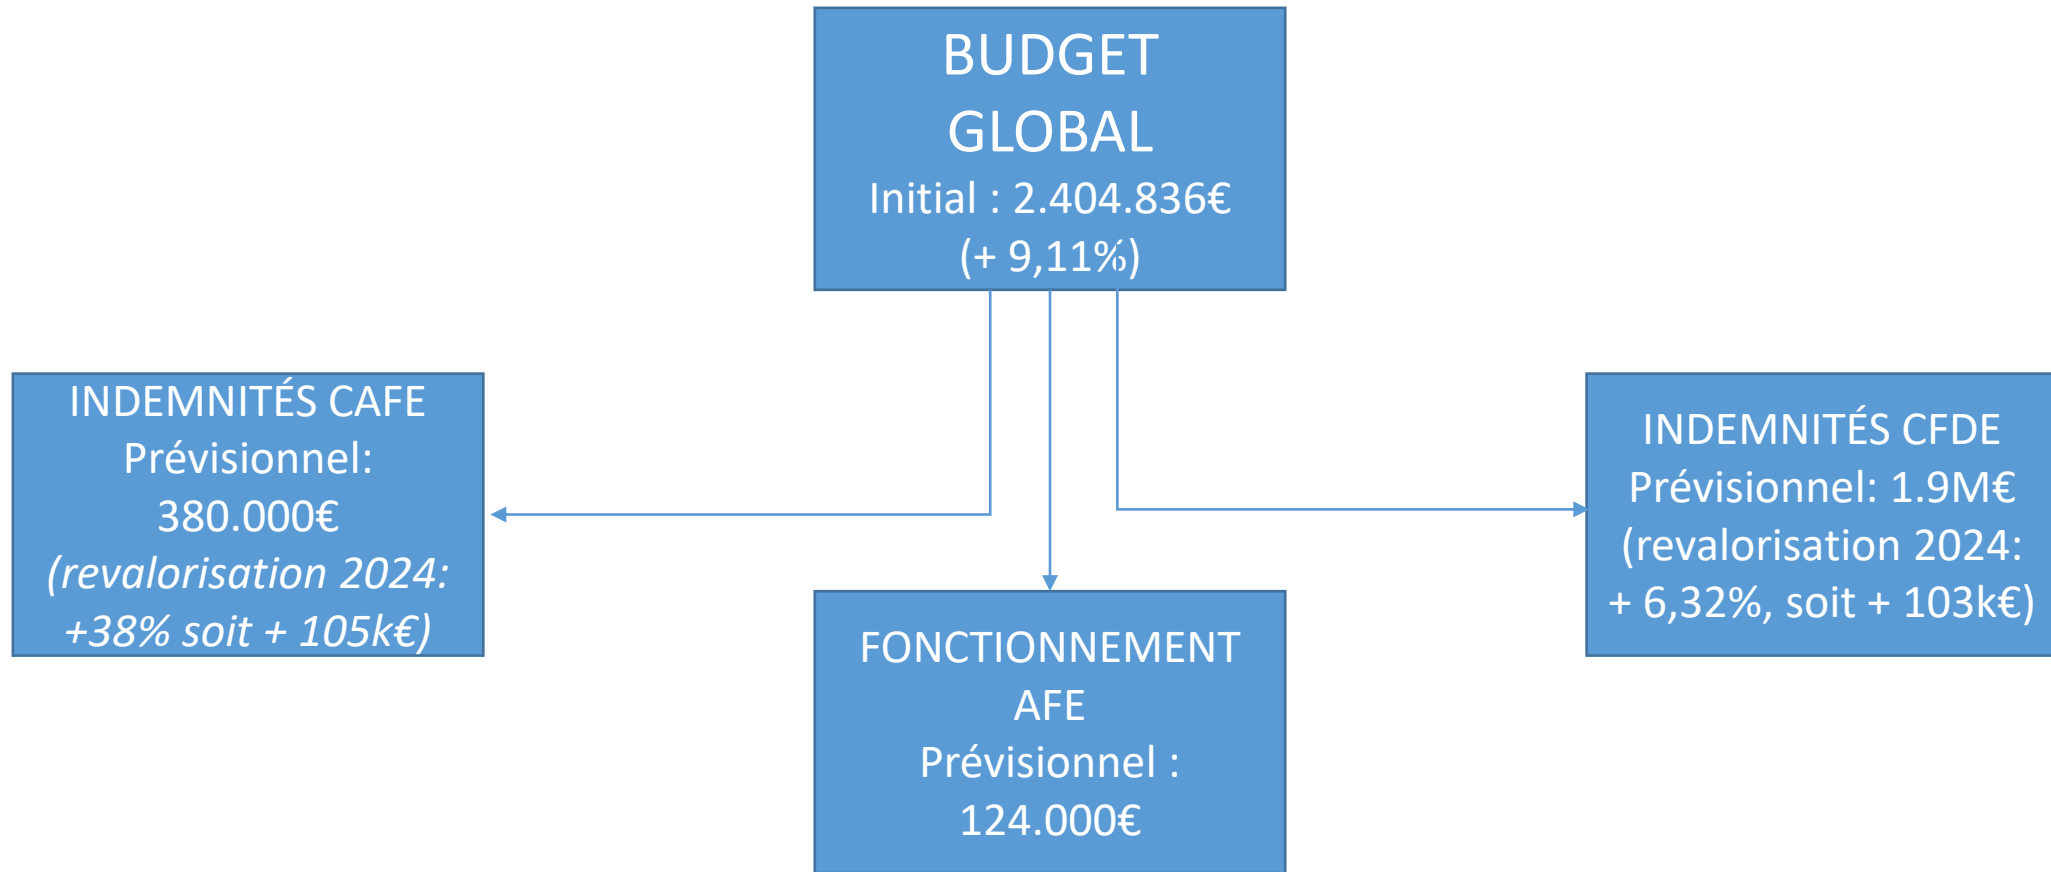 BUDGET
GLOBAL
Initial : 2.404.836€
(+ 9,11%)
INDEMNITÉS CAFE
Prévisionnel:
380.000€
(revalorisation 2024:
+38% soit + 105k€)
FONCTIONNEMENT
AFE
Prévisionnel :
124.000€
INDEMNITÉS CFDE
Prévisionnel: 1.9M€
(revalorisation 2024:
+ 6,32%, soit + 103k€)